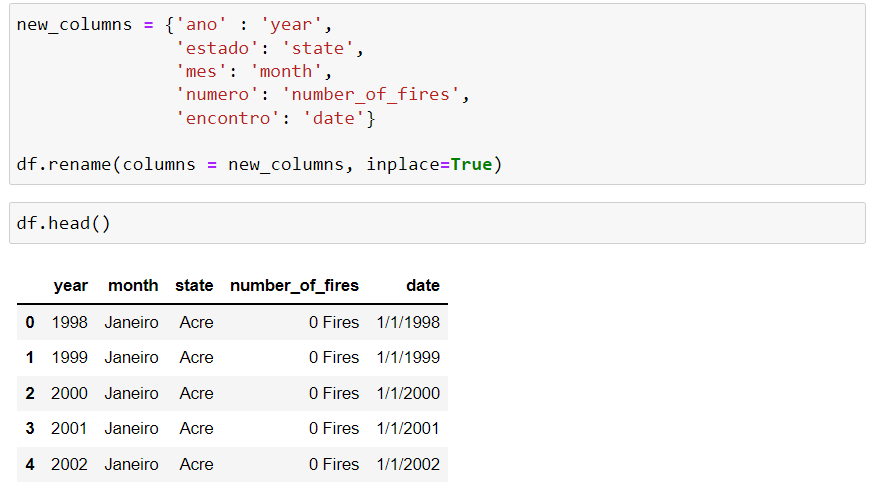 new_columns = {'ano' : 'year',
'estado': 'state',
'mes': 'month',
'numero': 'number_of_fires',
'encontro': 'date'}
df.rename(columns = new_columns, inplace=True)
df.head()
year month state number_of_fires date
0 1998 Janeiro Acre 0 Fires 1/1/1998
1 1999 Janeiro Acre 0 Fires 1/1/1999
2 2000 Janeiro Acre 0 Fires 1/1/2000
3 2001 Janeiro Acre 0 Fires 1/1/2001
4 2002 Janeiro Acre 0 Fires 1/1/2002